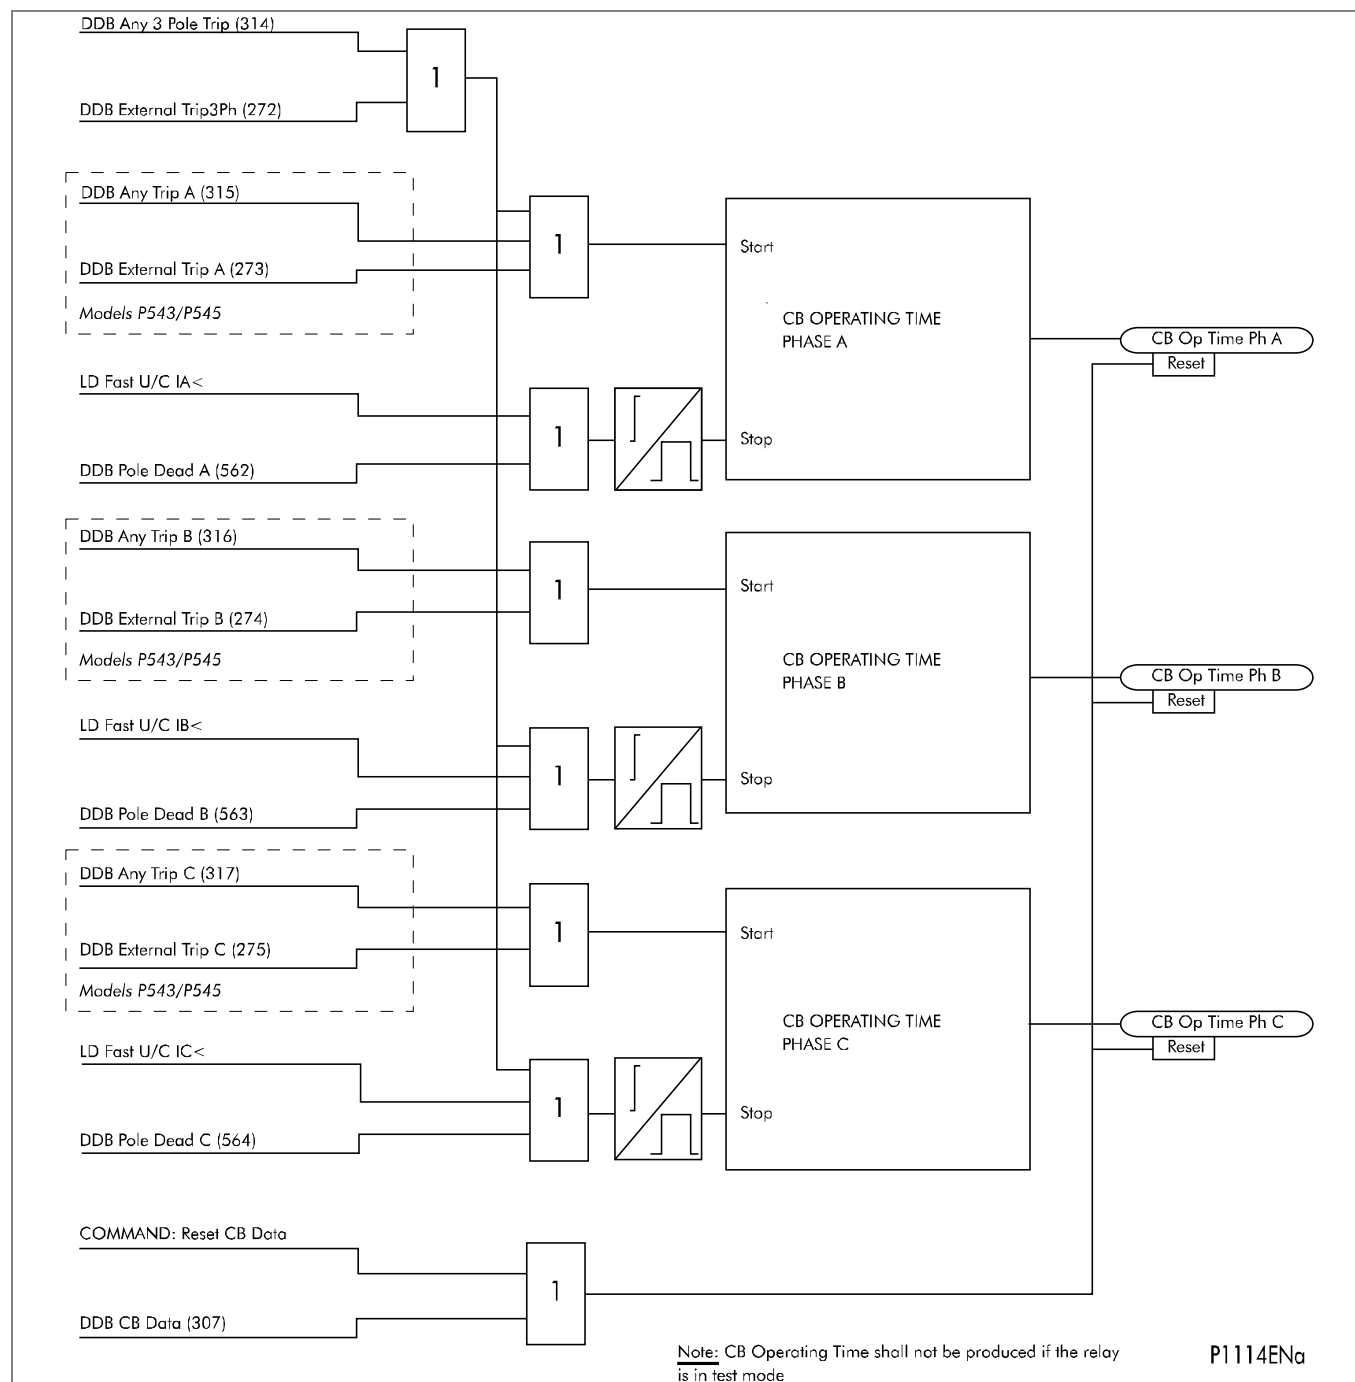 DDB Any 3 Pole Trip (314)
1
DDB External Trip3Ph (272)
DDB Any Trip A (315)
1
Start
DDB External Trip A (273)
Models P543/P545
CB OPERATING TIME
PHASE A
CB Op Time Ph A
Reset
LD Fast U/C IA<
1
Stop
DDB Pole Dead A (562)
DDB Any Trip B (316)
1
Start
DDB External Trip B (274)
Models P543/P545
CB OPERATING TIME
PHASE B
CB Op Time Ph B
Reset
LD Fast U/C IB<
1
Stop
DDB Pole Dead B (563)
DDB Any Trip C (317)
1
Start
DDB External Trip C (275)
Models P543/P545
CB OPERATING TIME
PHASE C
CB Op Time Ph C
Reset
LD Fast U/C IC<
1
Stop
DDB Pole Dead C (564)
COMMAND: Reset CB Data
1
DDB CB Data (307)
Note: CB Operating Time shall not be produced if the relay
is in test mode
P1114ENa